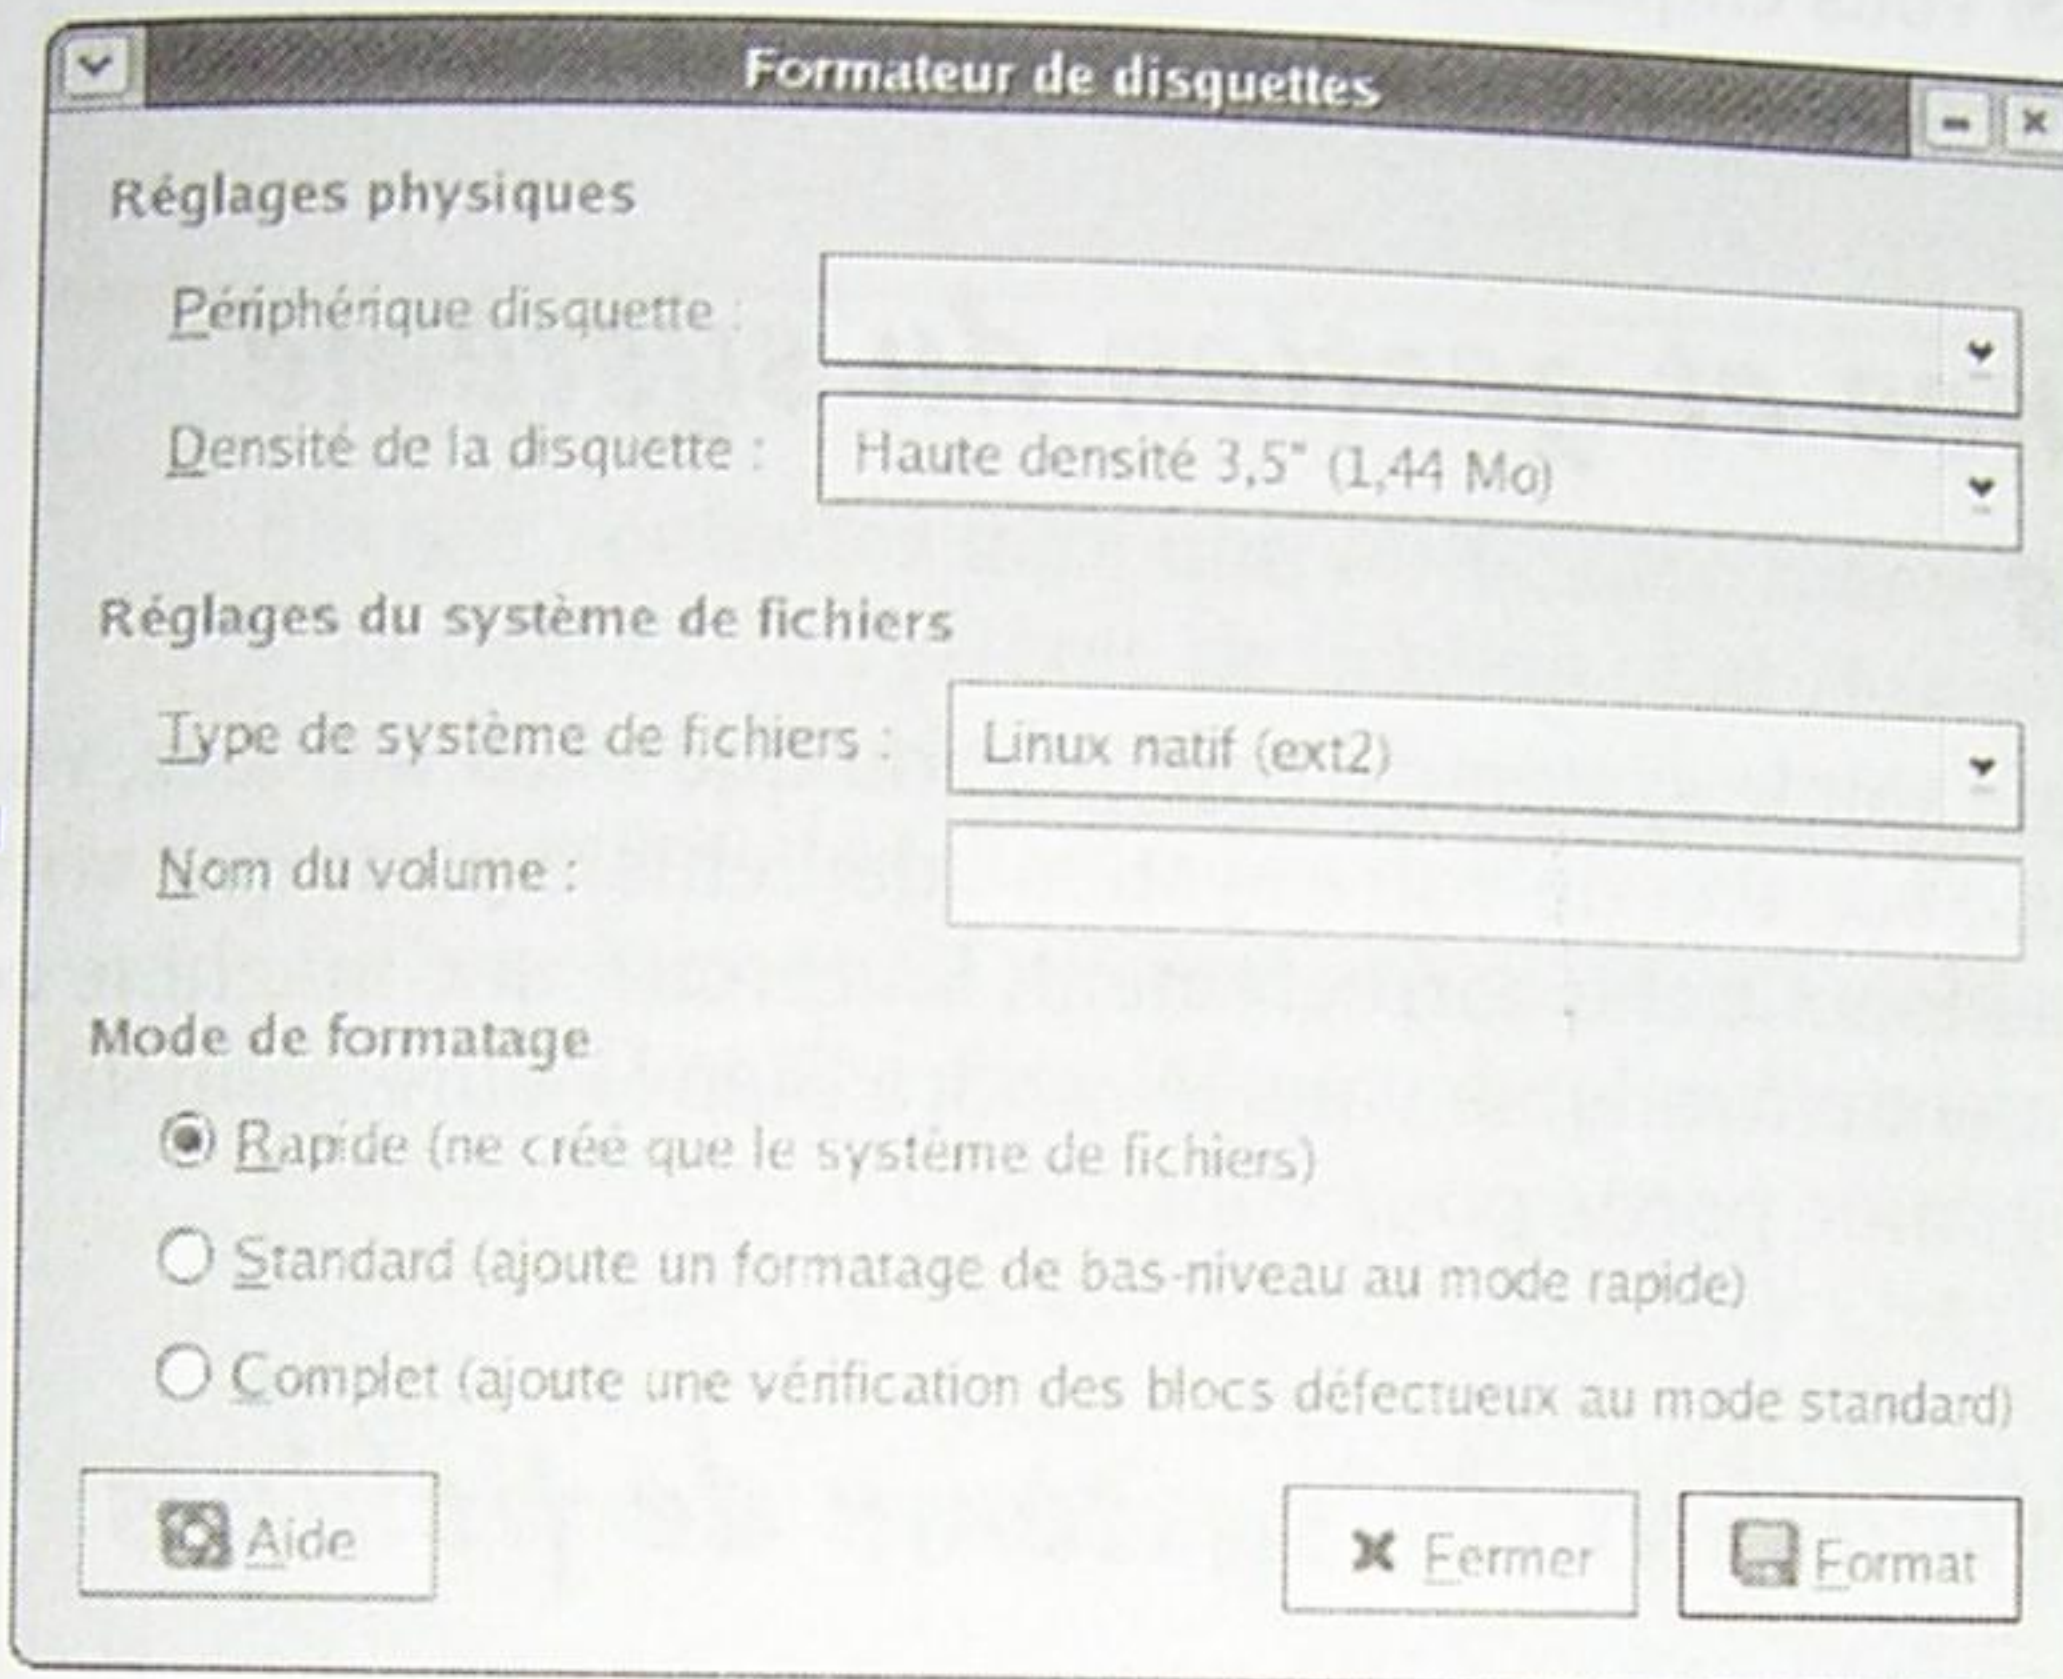 Formateur de disquettes
Réglages physiques
Périphérique disquette :
Densité de la disquette : Haute densité 3,5" (1,44 Mo)
Réglages du système de fichiers
Type de système de fichiers : Linux natif (ext2)
Nom du volume :
Mode de formatage
Rapide (ne créé que le système de fichiers)
Standard (ajoute un formatage de bas-niveau au mode rapide)
Complet (ajoute une vérification des blocs défectueux au mode standard)
Aide Fermer Format